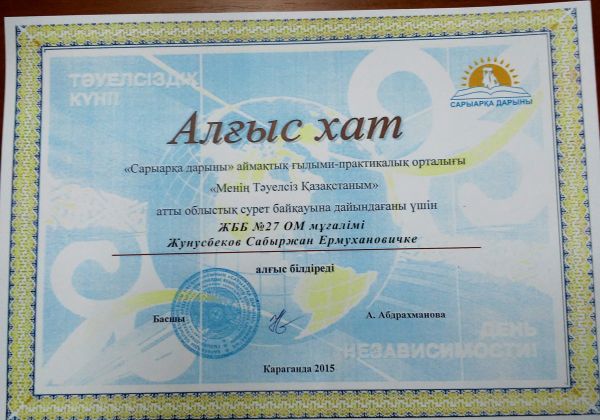 ТӘУЕЛСІЗДІК
КҮНІ!
САРЫАРҚА ДАРЫНЫ
Алғыс хат
«Сарыарқа дарыны» аймақтық ғылыми-практикалық орталығы
«Менің Тәуелсіз Қазақстаным»
атты облыстық сурет байқауына дайындағаны үшін
ЖББ №27 ОМ мұғалімі
Жунусбеков Сабыржан Ермухановичке
алғыс білдіреді
Басшы
А. Абдрахманова
ДЕНЬ
НЕЗАВИСИМОСТИ!
Караганда 2015